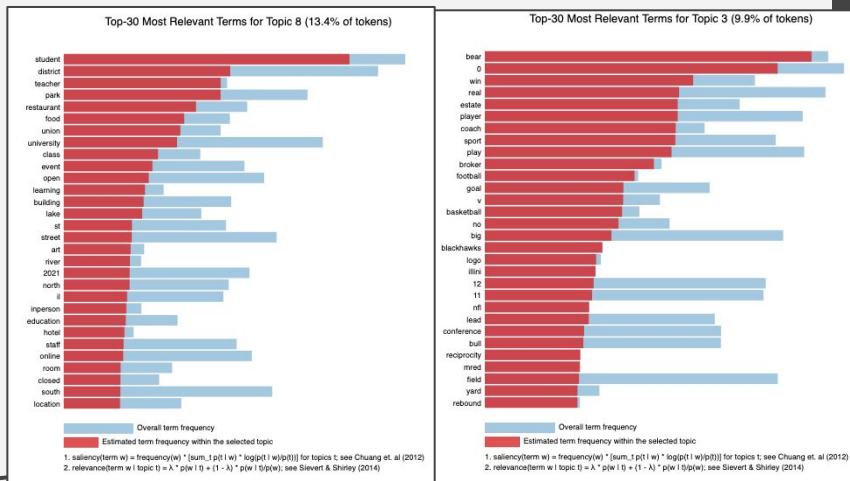 Top-30 Most Relevant Terms for Topic 8 (13.4% of tokens)
student
district
teacher
park
restaurant
food
union
university
class
event
open
learning
building
lake
st
street
art
river
2021
north
il
inperson
education
hotel
staff
online
room
closed
south
location
Overall term frequency
Estimated term frequency within the selected topic
1. saliency(term w) = frequency(w) * [sum_t p(t | w) * log(p(t | w)/p(t))] for topics t; see Chuang et. al (2012)
2. relevance(term w | topic t) = λ * p(w | t) + (1 - λ) * p(w | t)/p(w); see Sievert & Shirley (2014)
Top-30 Most Relevant Terms for Topic 3 (9.9% of tokens)
bear
0
win
real
estate
player
coach
sport
play
broker
football
goal
v
basketball
no
big
blackhawks
logo
illini
12
11
nfl
lead
conference
bull
reciprocity
mred
field
yard
rebound
Overall term frequency
Estimated term frequency within the selected topic
1. saliency(term w) = frequency(w) * [sum_t p(t | w) * log(p(t | w)/p(t))] for topics t; see Chuang et. al (2012)
2. relevance(term w | topic t) = λ * p(w | t) + (1 - λ) * p(w | t)/p(w); see Sievert & Shirley (2014)